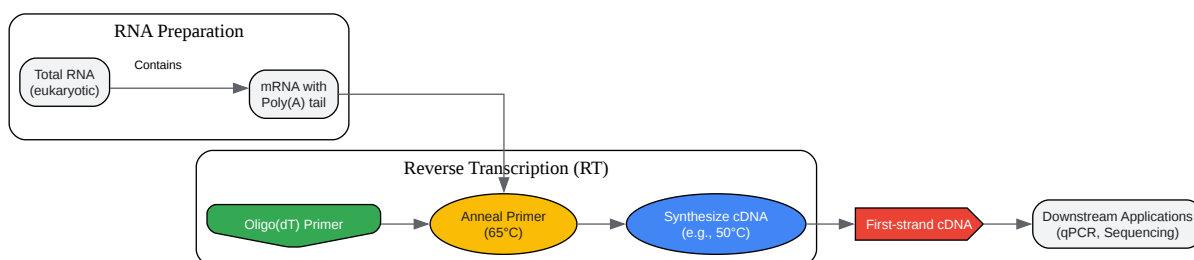 RNA Preparation
Total RNA
(eukaryotic)
Contains
mRNA with
Poly(A) tail
Reverse Transcription (RT)
Oligo(dT) Primer
Anneal Primer
(65°C)
Synthesize cDNA
(e.g., 50°C)
First-strand cDNA
Downstream Applications
(qPCR, Sequencing)